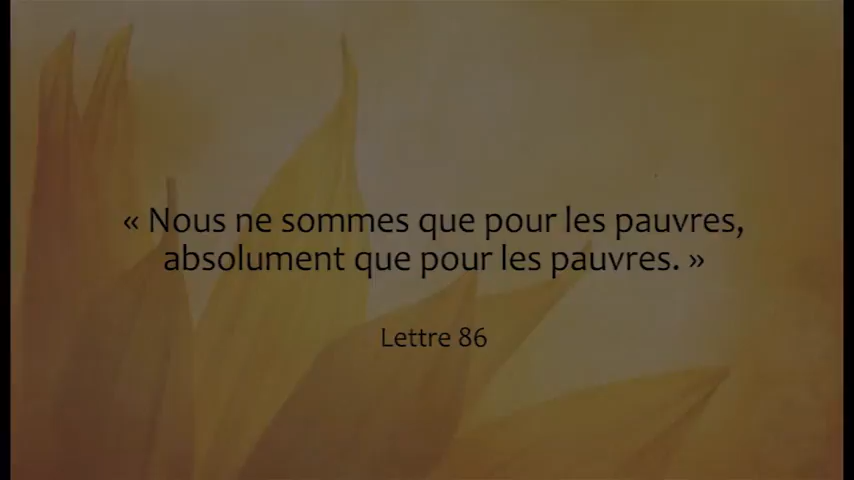 « Nous ne sommes que pour les pauvres,
absolument que pour les pauvres. »
Lettre 86